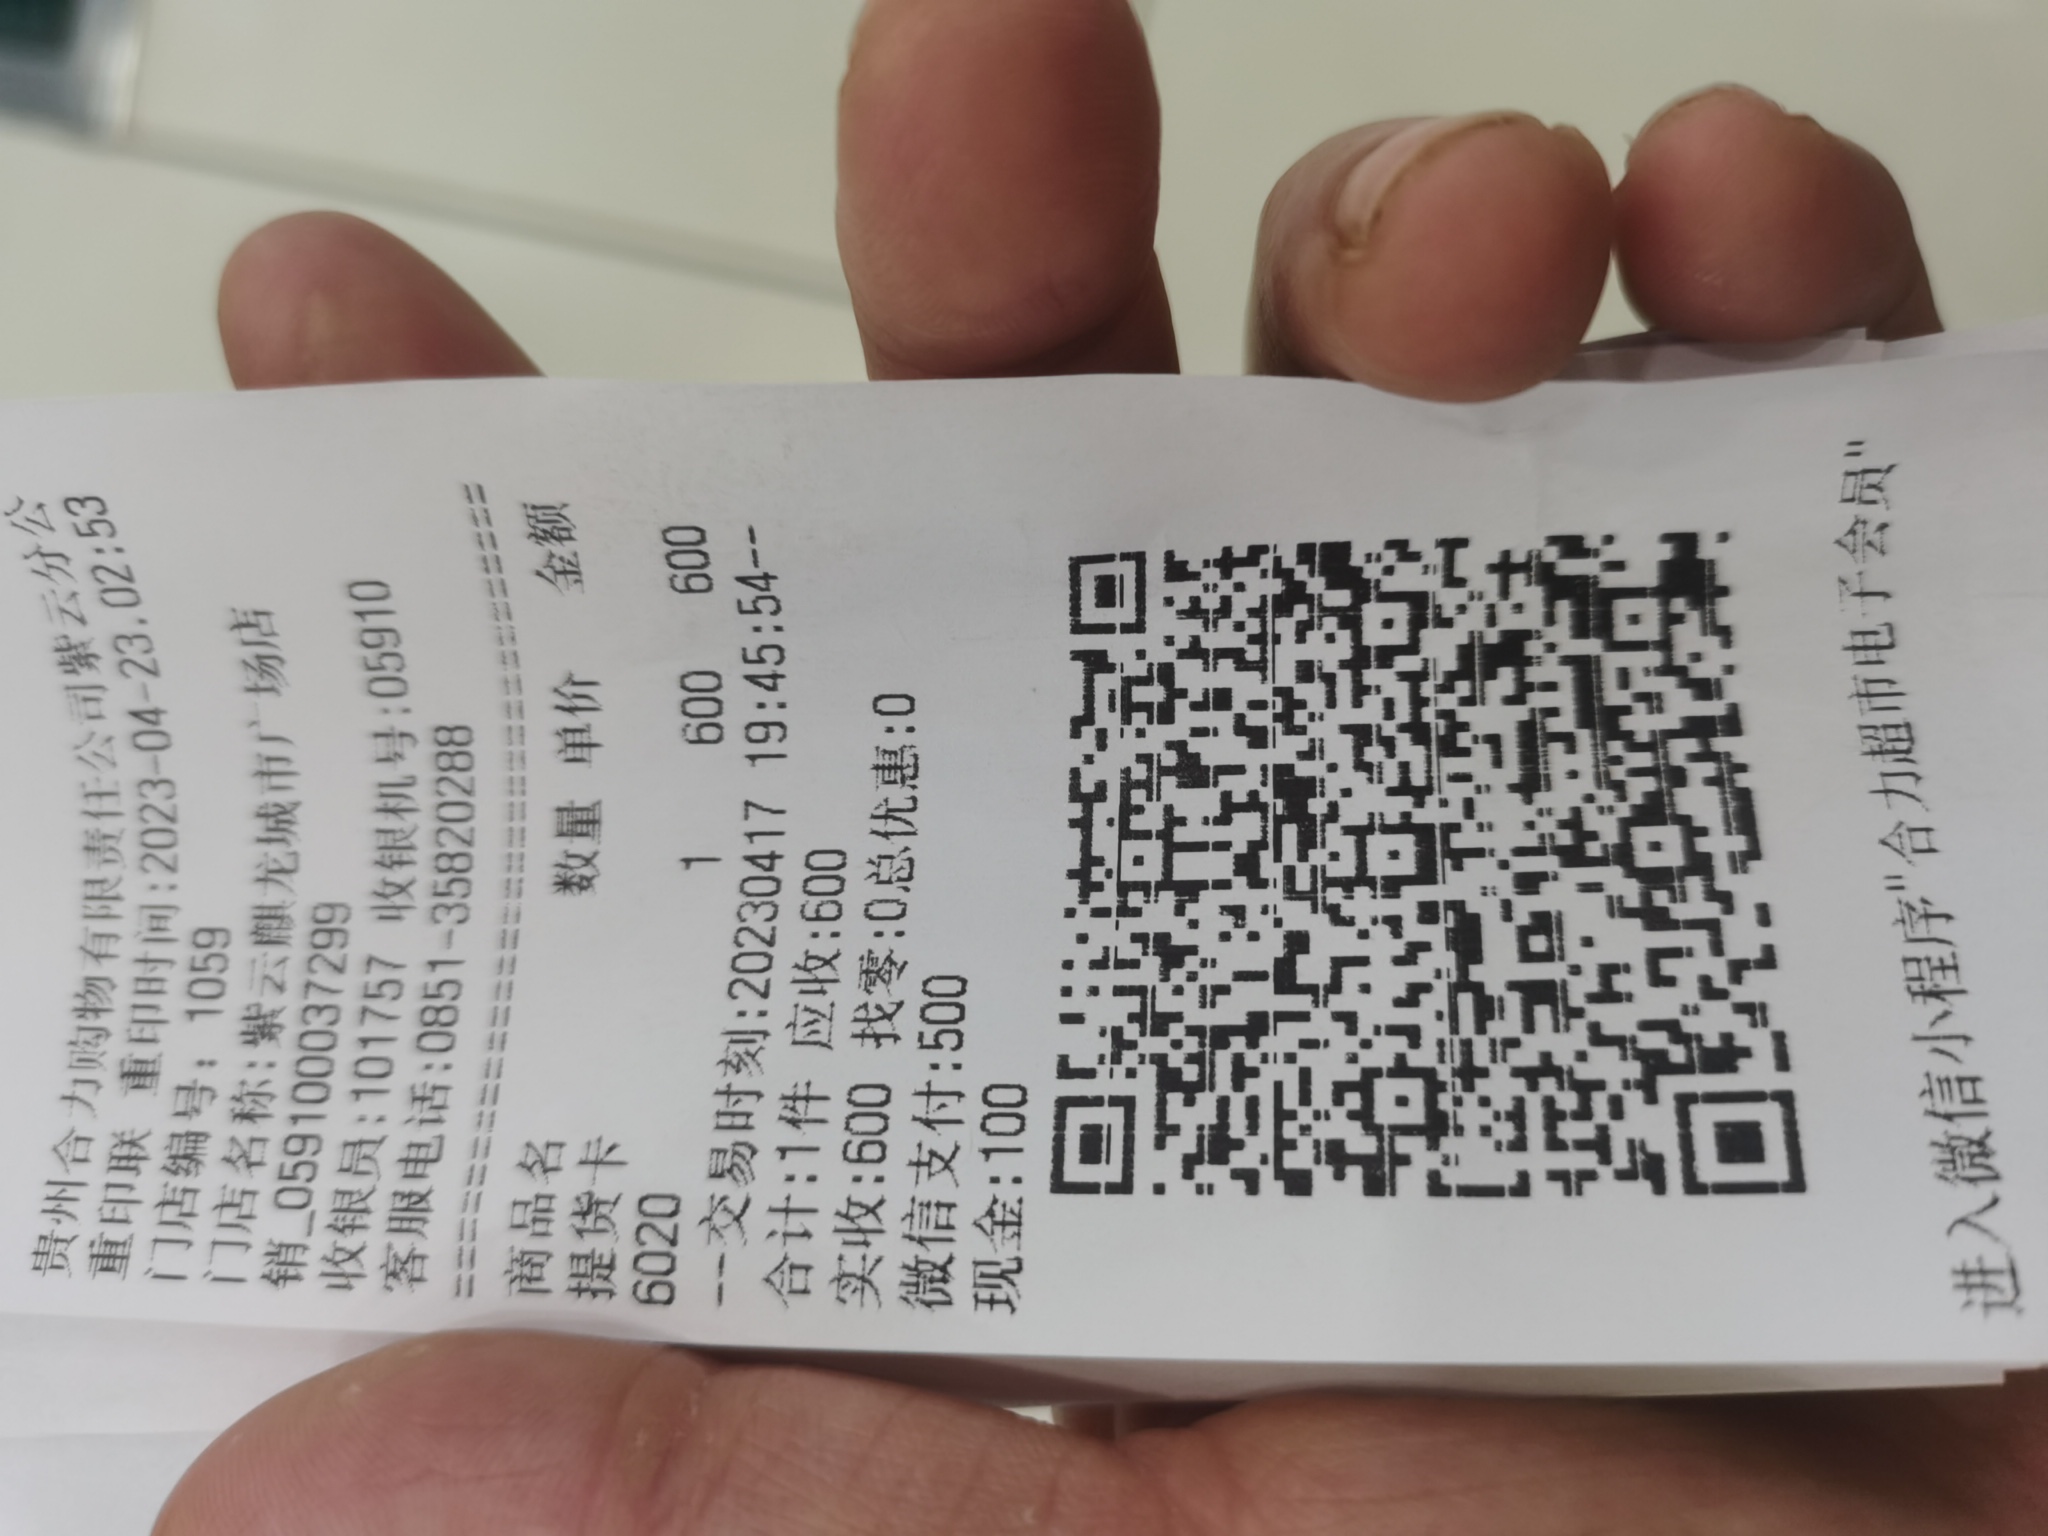 贵州合力购物有限责任公司紫云分公
重印联 重印时间:2023-04-23.02:53
门店编号: 1059
门店名称:紫云麒龙城市广场店
销_0591000037299
收银员:101757 收银机号:05910
客服电话:0851-35820288
================================
商品名 数量 单价 金额
提货卡
6020 1 600 600
--交易时刻:20230417 19:45:54--
合计:1件 应收:600
实收:600 找零:0总优惠:0
微信支付:500
现金:100
进入微信小程序"合力超市电子会员"